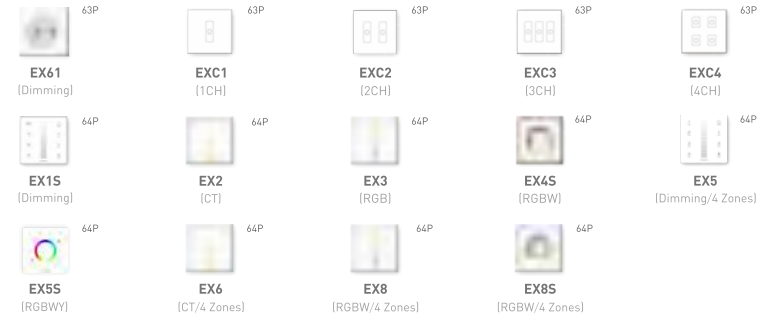 63P 63P 63P 63P 63P
EX61 EXC1 EXC2 EXC3 EXC4
(Dimming) (1CH) (2CH) (3CH) (4CH)
64P 64P 64P 64P 64P
EX1S EX2 EX3 EX4S EX5
(Dimming) (CT) (RGB) (RGBW) (Dimming/4 Zones)
64P 64P 64P 64P
EX5S EX6 EX8 EX8S
(RGBWY) (CT/4 Zones) (RGBW/4 Zones) (RGBW/4 Zones)